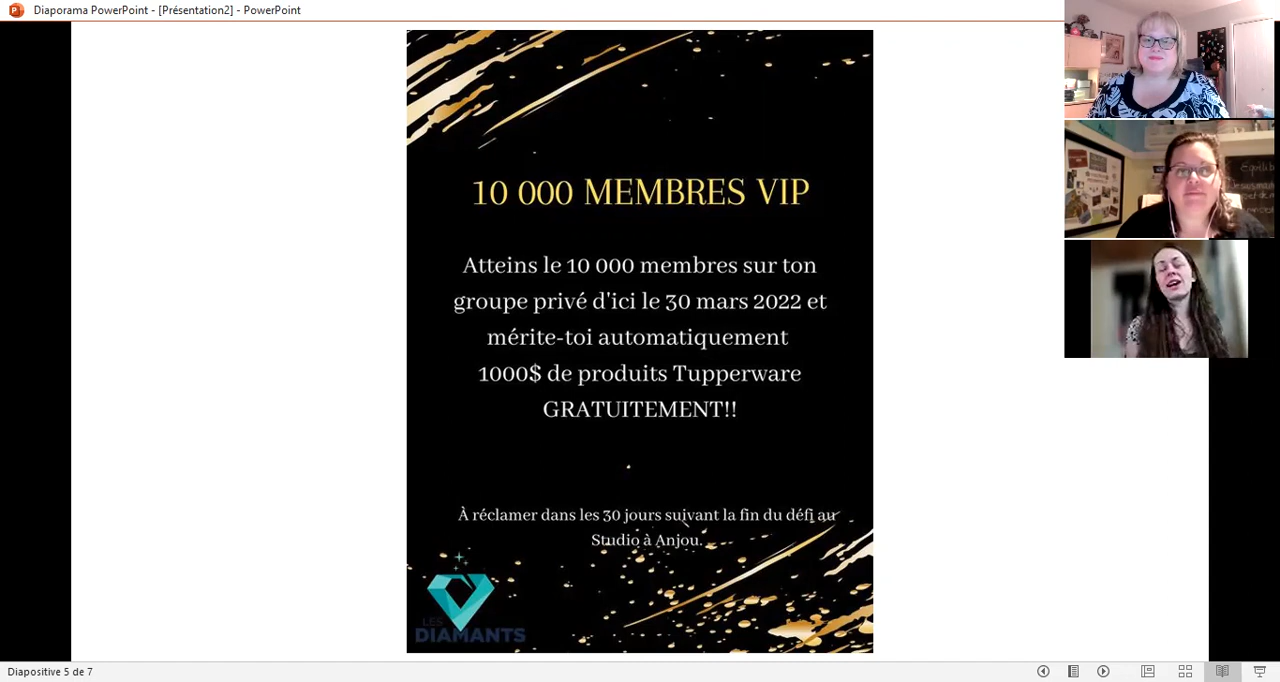 Diaporama PowerPoint - [Présentation2] - PowerPoint
10 000 MEMBRES VIP
Atteins le 10 000 membres sur ton
groupe privé d'ici le 30 mars 2022 et
mérite-toi automatiquement
1000$ de produits Tupperware
GRATUITEMENT!!
À réclamer dans les 30 jours suivant la fin du défi au
Studio à Anjou.
LES
DIAMANTS
Diapositive 5 de 7